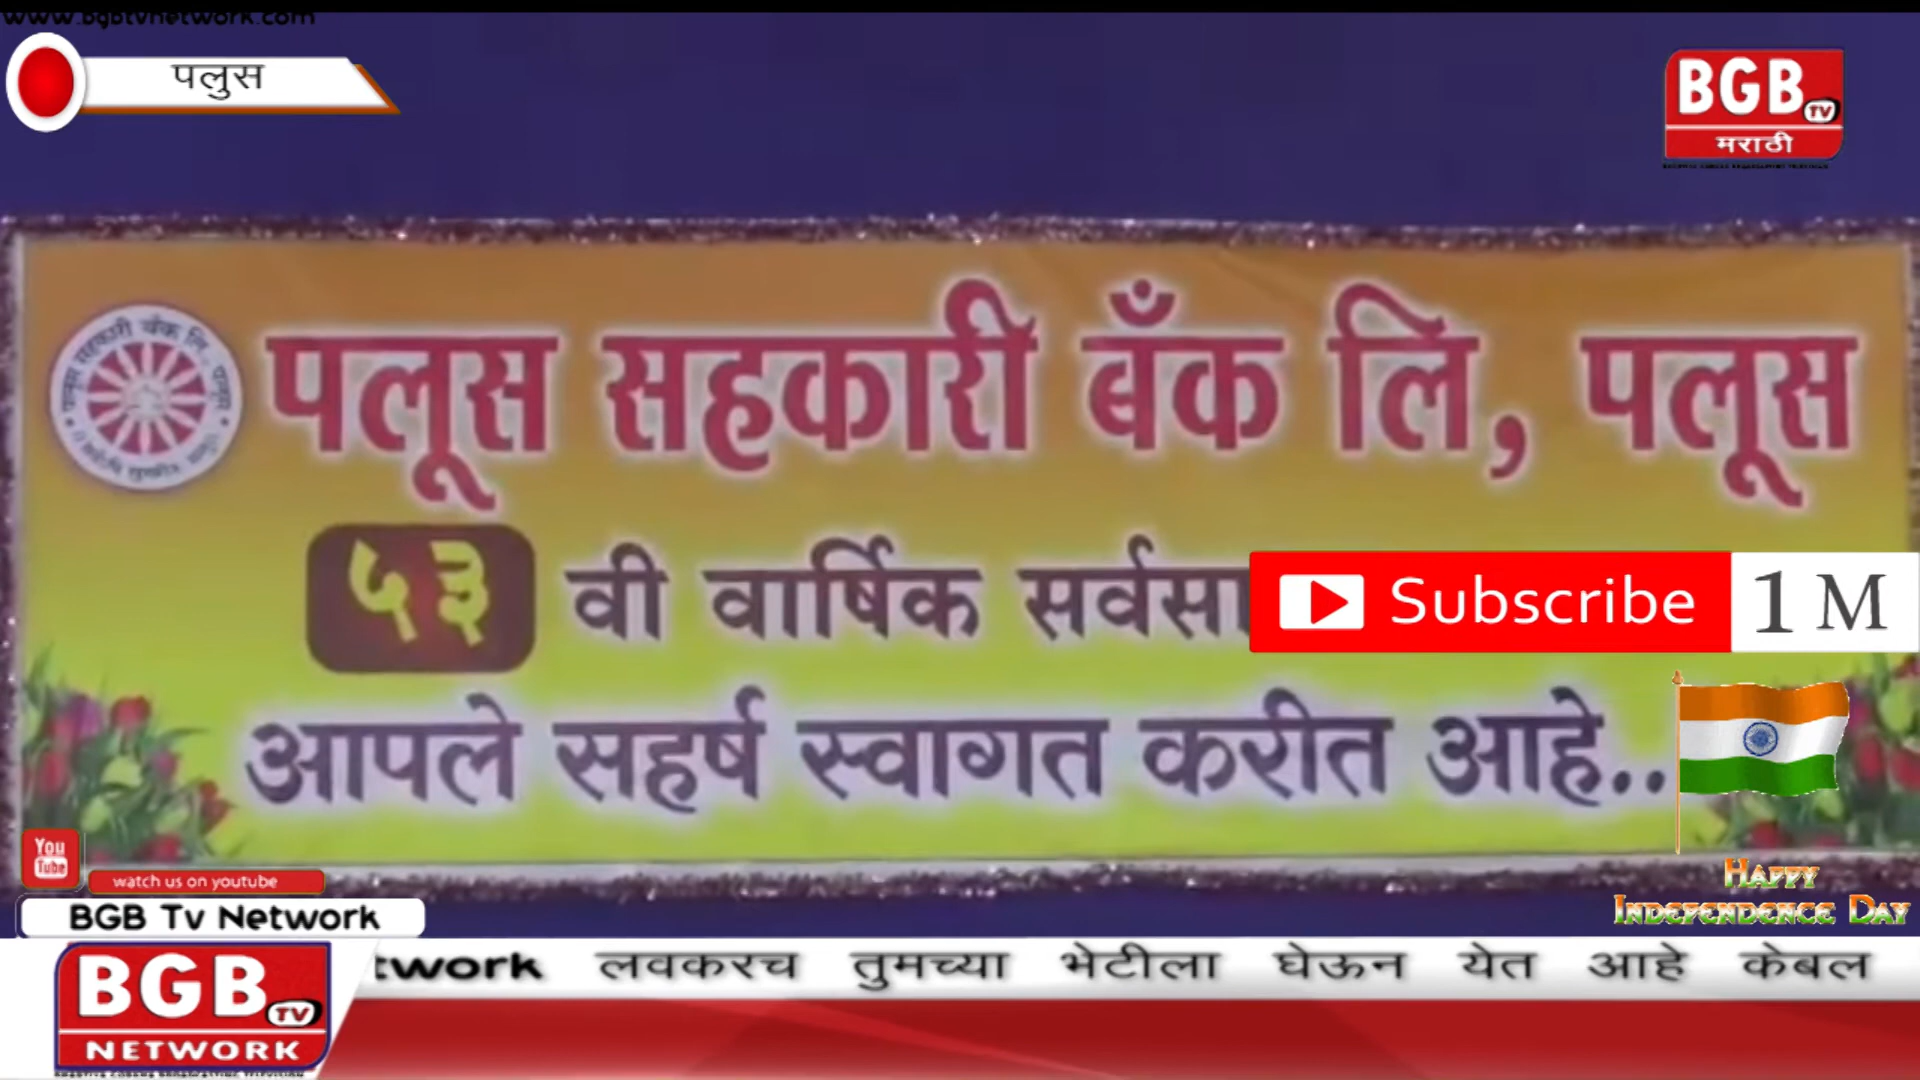 www.bgbtvnetwork.com
पलुस
BGB TV
मराठी
पलूस सहकारी बँक लि, पलूस
५३ वी वार्षिक सर्वसा
Subscribe 1 M
आपले सहर्ष स्वागत करीत आहे..
Happy
Independence Day
You Tube
watch us on youtube
BGB Tv Network
twork लवकरच तुमच्या भेटीला घेऊन येत आहे केबल
BGB TV
NETWORK